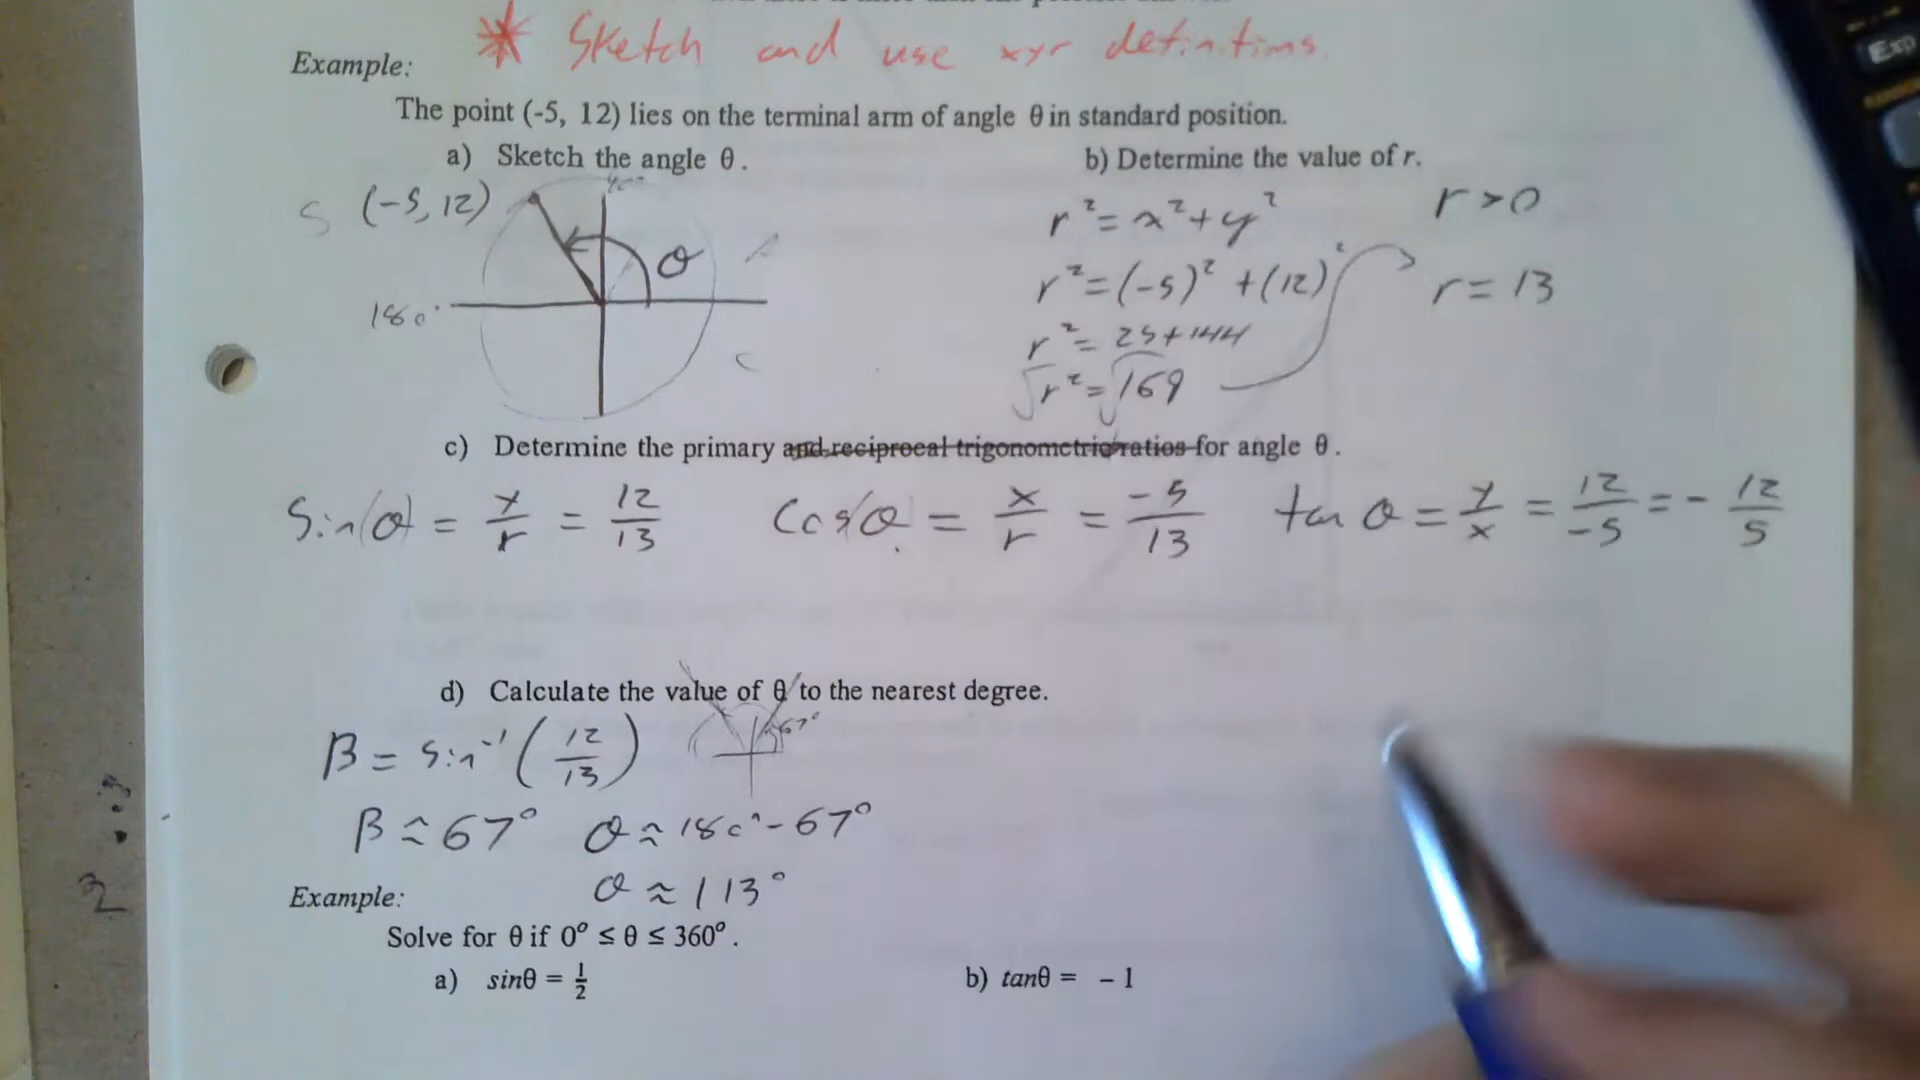 * Sketch and use xyr definitions.
Example:
The point (-5, 12) lies on the terminal arm of angle θ in standard position.
a) Sketch the angle θ.
b) Determine the value of r.
S (-5, 12)
θ
180°
C
r² = x² + y²
r > 0
r² = (-5)² + (12)²
r = 13
r² = 25 + 144
√r² = √169
c) Determine the primary and reciprocal trigonometric ratios for angle θ.
Sin(θ) = y/r = 12/13
Cos θ = x/r = -5/13
tan θ = y/x = 12/-5 = - 12/5
d) Calculate the value of θ to the nearest degree.
β = sin⁻¹(12/13)
67°
β ≈ 67°
θ ≈ 180° - 67°
θ ≈ 113°
Example:
Solve for θ if 0° ≤ θ ≤ 360°.
a) sinθ = 1/2
b) tanθ = - 1
Exp